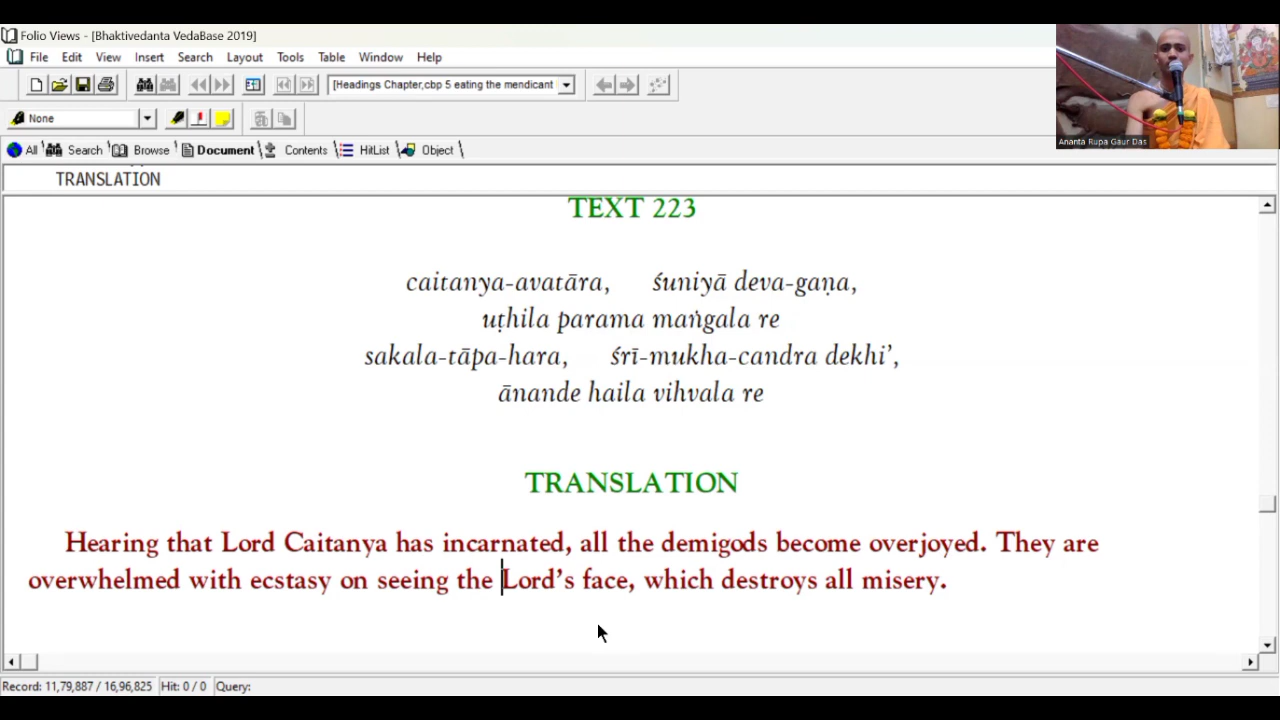 Folio Views - [Bhaktivedanta VedaBase 2019]
File Edit View Insert Search Layout Tools Table Window Help
[Headings Chapter,cbp 5 eating the mendicant
None
All Search Browse Document Contents HitList Object
TRANSLATION
Ananta Rupa Gaur Das
TEXT 223
caitanya-avatāra, śuniyā deva-gaṇa,
uṭhila parama maṅgala re
sakala-tāpa-hara, śrī-mukha-candra dekhi’,
ānande haila vihvala re
TRANSLATION
Hearing that Lord Caitanya has incarnated, all the demigods become overjoyed. They are
overwhelmed with ecstasy on seeing the Lord’s face, which destroys all misery.
Record: 11,79,887 / 16,96,825 Hit: 0 / 0 Query: